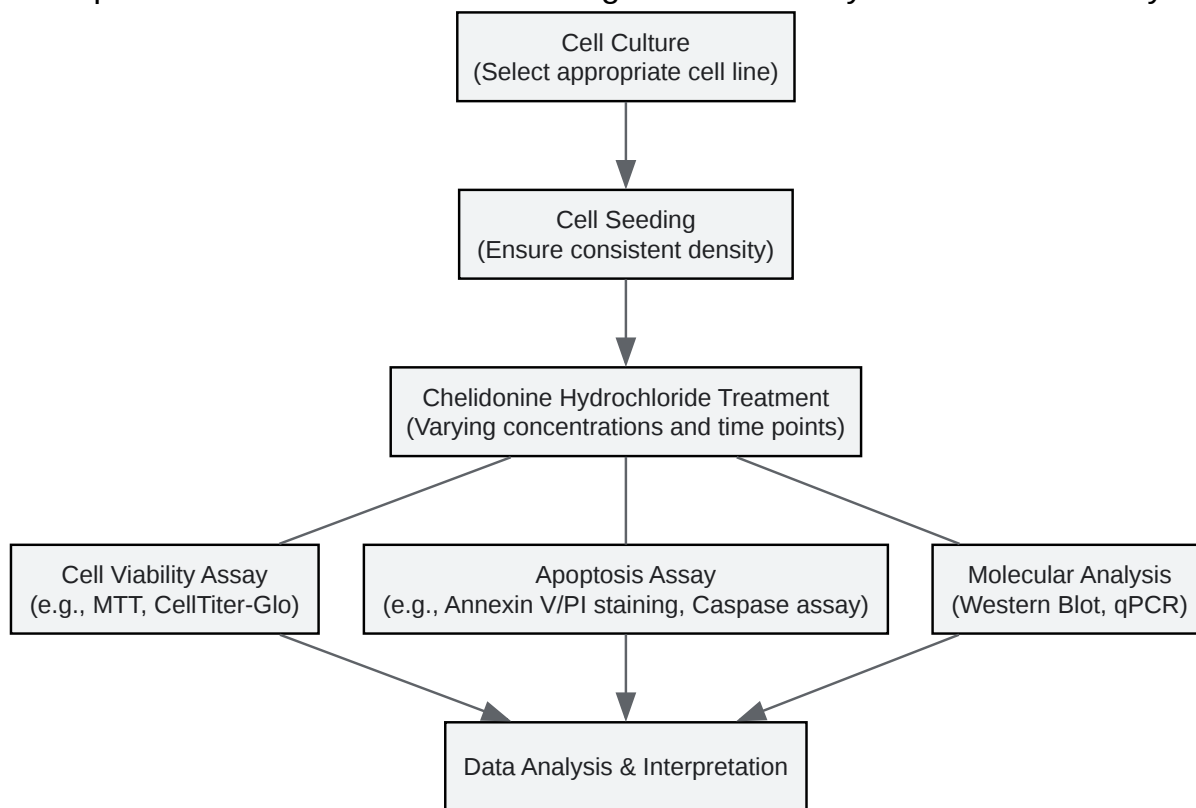 Cell Culture
(Select appropriate cell line)
Cell Seeding
(Ensure consistent density)
Chelidonine Hydrochloride Treatment
(Varying concentrations and time points)
Cell Viability Assay
(e.g., MTT, CellTiter-Glo)
Apoptosis Assay
(e.g., Annexin V/PI staining, Caspase assay)
Molecular Analysis
(Western Blot, qPCR)
Data Analysis & Interpretation